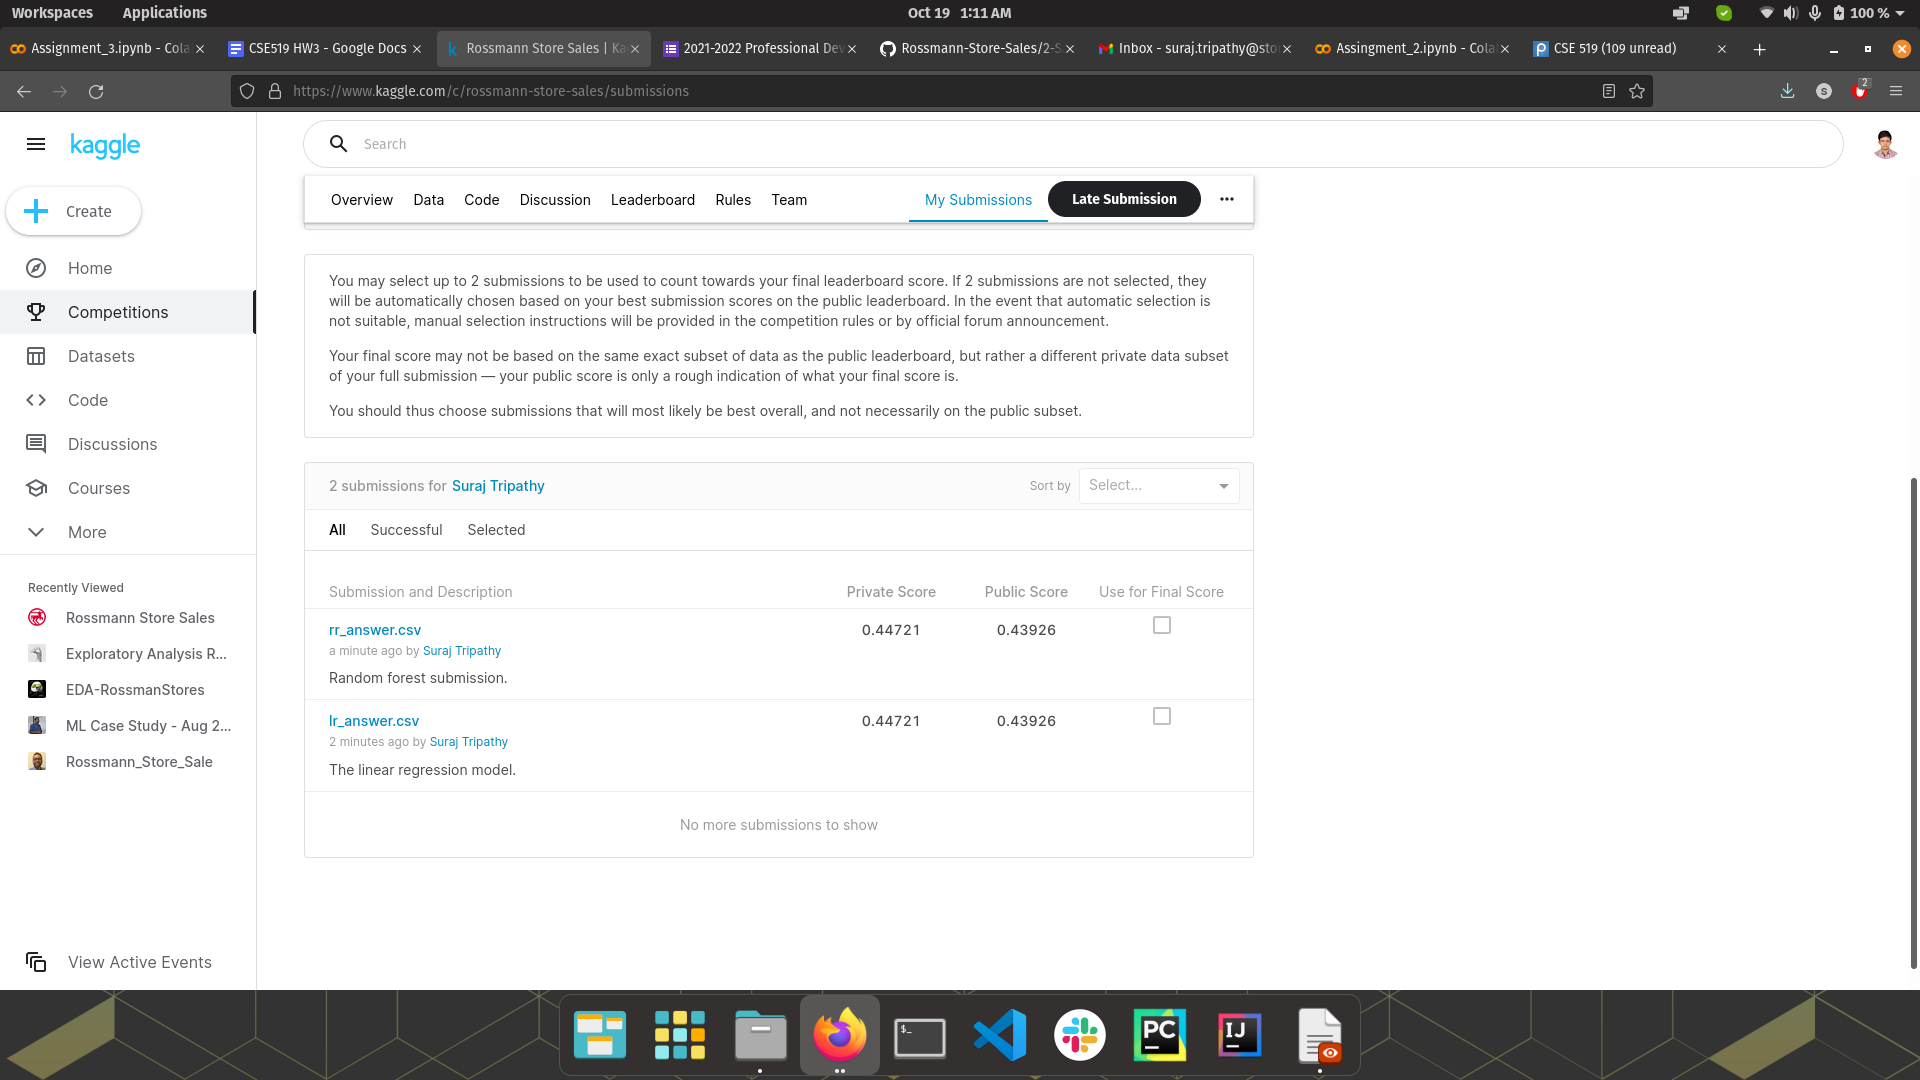 Workspaces Applications Oct 19 1:11 AM 100 %
Assignment_3.ipynb - Cola CSE519 HW3 - Google Docs Rossmann Store Sales | Ka 2021-2022 Professional Dev Rossmann-Store-Sales/2-S Inbox - suraj.tripathy@sto Assingment_2.ipynb - Cola CSE 519 (109 unread)
https://www.kaggle.com/c/rossmann-store-sales/submissions S 2
kaggle
Search
Create
Overview Data Code Discussion Leaderboard Rules Team My Submissions Late Submission
Home
Competitions
Datasets
Code
Discussions
Courses
More
Recently Viewed
Rossmann Store Sales
Exploratory Analysis R...
EDA-RossmanStores
ML Case Study - Aug 2...
Rossmann_Store_Sale
View Active Events
You may select up to 2 submissions to be used to count towards your final leaderboard score. If 2 submissions are not selected, they
will be automatically chosen based on your best submission scores on the public leaderboard. In the event that automatic selection is
not suitable, manual selection instructions will be provided in the competition rules or by official forum announcement.
Your final score may not be based on the same exact subset of data as the public leaderboard, but rather a different private data subset
of your full submission — your public score is only a rough indication of what your final score is.
You should thus choose submissions that will most likely be best overall, and not necessarily on the public subset.
2 submissions for Suraj Tripathy Sort by Select...
All Successful Selected
Submission and Description Private Score Public Score Use for Final Score
rr_answer.csv 0.44721 0.43926
a minute ago by Suraj Tripathy
Random forest submission.
lr_answer.csv 0.44721 0.43926
2 minutes ago by Suraj Tripathy
The linear regression model.
No more submissions to show
$_ PC IJ